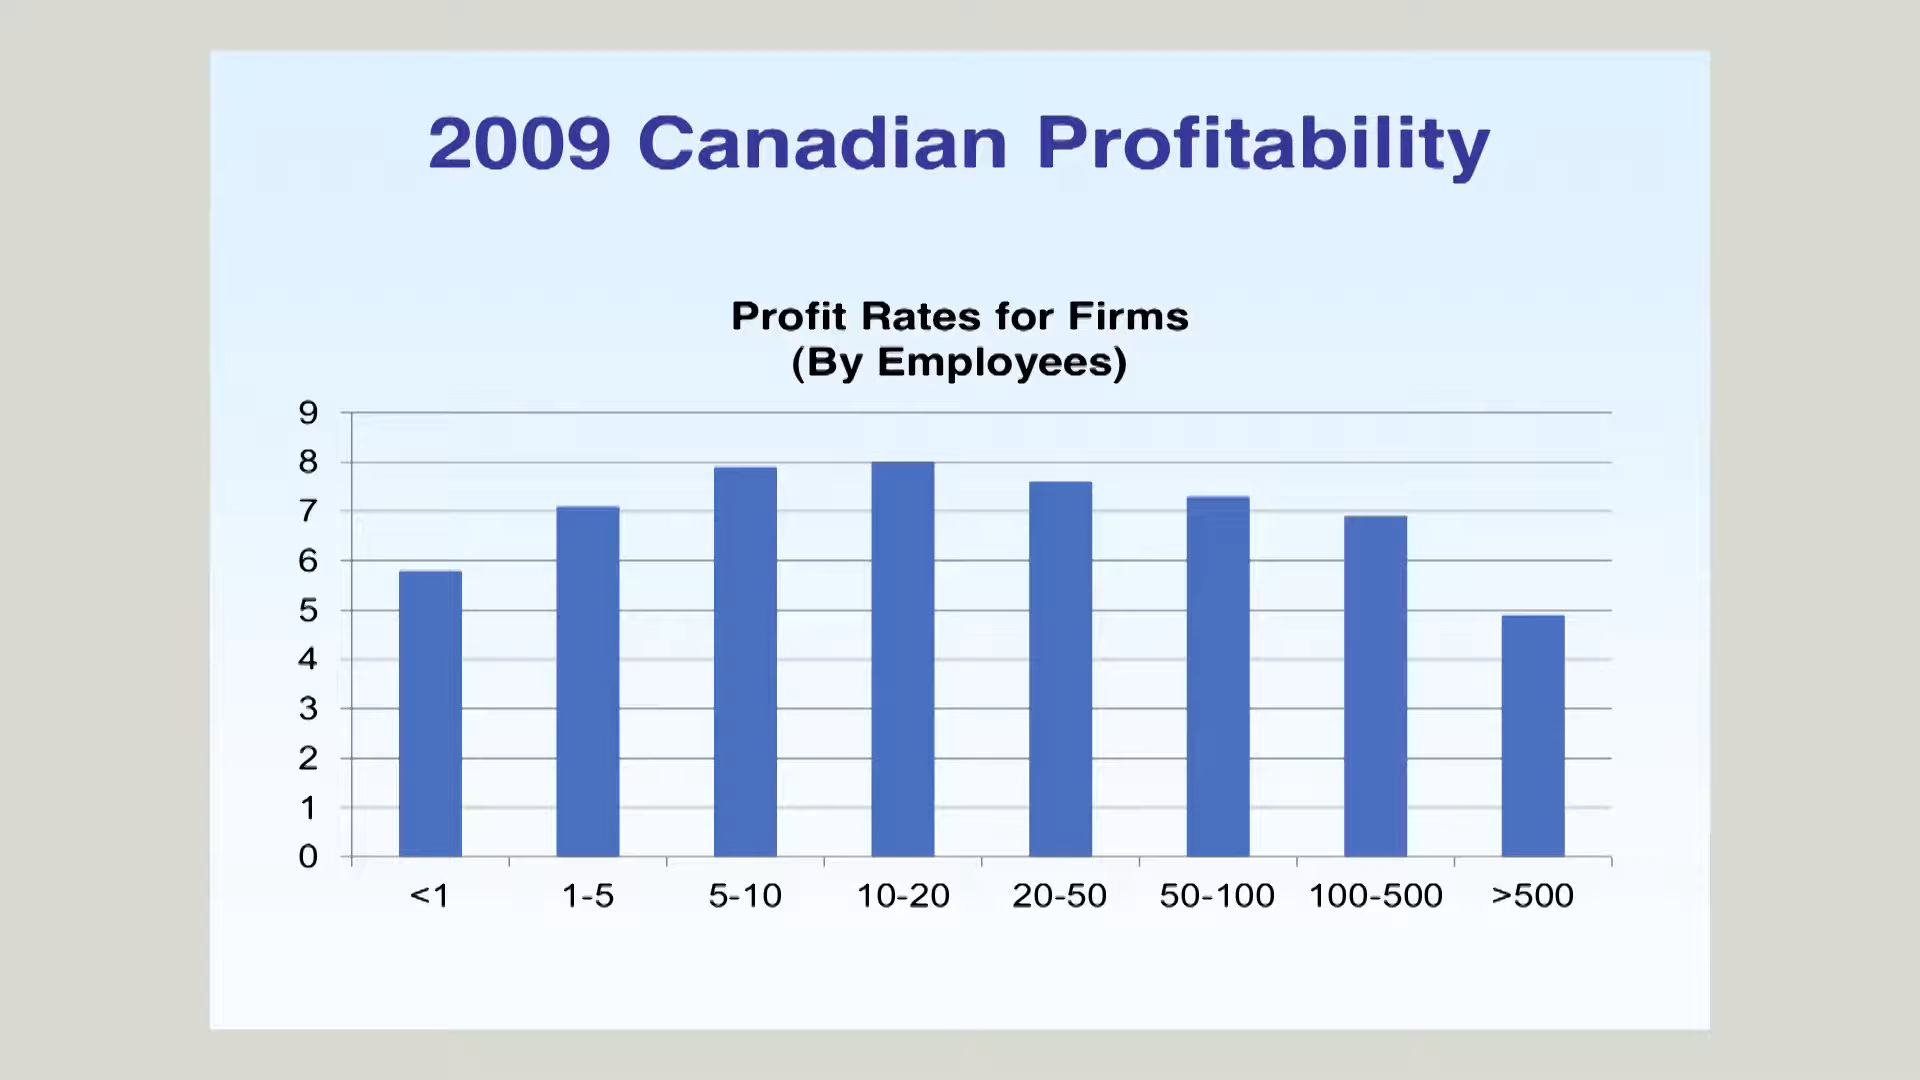 2009 Canadian Profitability
Profit Rates for Firms
(By Employees)
9
8
7
6
5
4
3
2
1
0
<1 1-5 5-10 10-20 20-50 50-100 100-500 >500